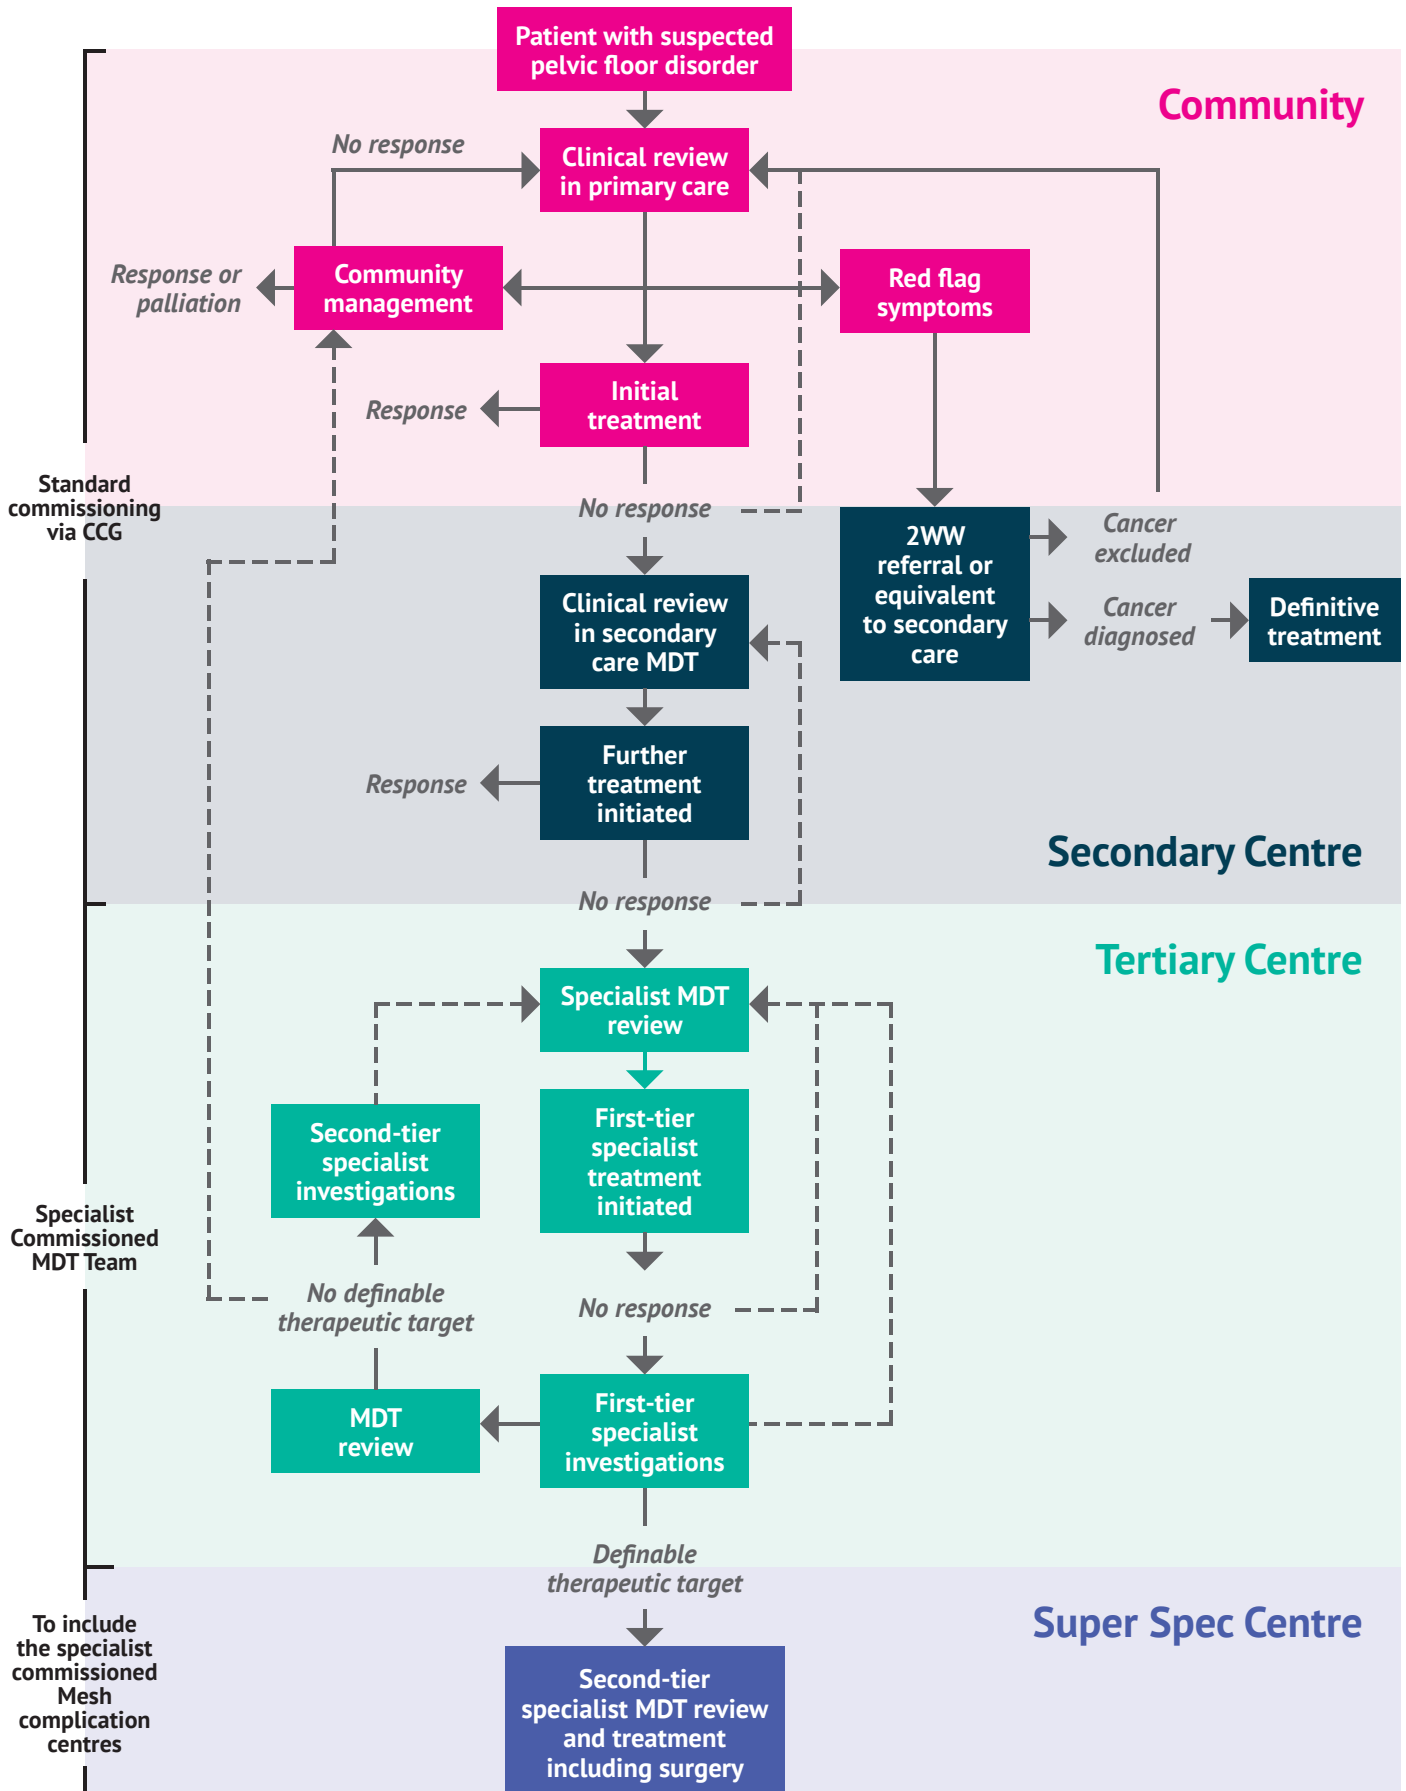 Patient with suspected
pelvic floor disorder
Community
No response
Clinical review
in primary care
Response or
palliation
Community
management
Red flag
symptoms
Initial
treatment
Response
Standard
commissioning
via CCG
No response
2WW
referral or
equivalent
to secondary
care
Cancer
excluded
Cancer
diagnosed
Definitive
treatment
Clinical review
in secondary
care MDT
Further
treatment
initiated
Response
Secondary Centre
No response
Tertiary Centre
Specialist MDT
review
Second-tier
specialist
investigations
First-tier
specialist
treatment
initiated
Specialist
Commissioned
MDT Team
No definable
therapeutic target
No response
MDT
review
First-tier
specialist
investigations
Definable
therapeutic target
Super Spec Centre
To include
the specialist
commissioned
Mesh
complication
centres
Second-tier
specialist MDT review
and treatment
including surgery